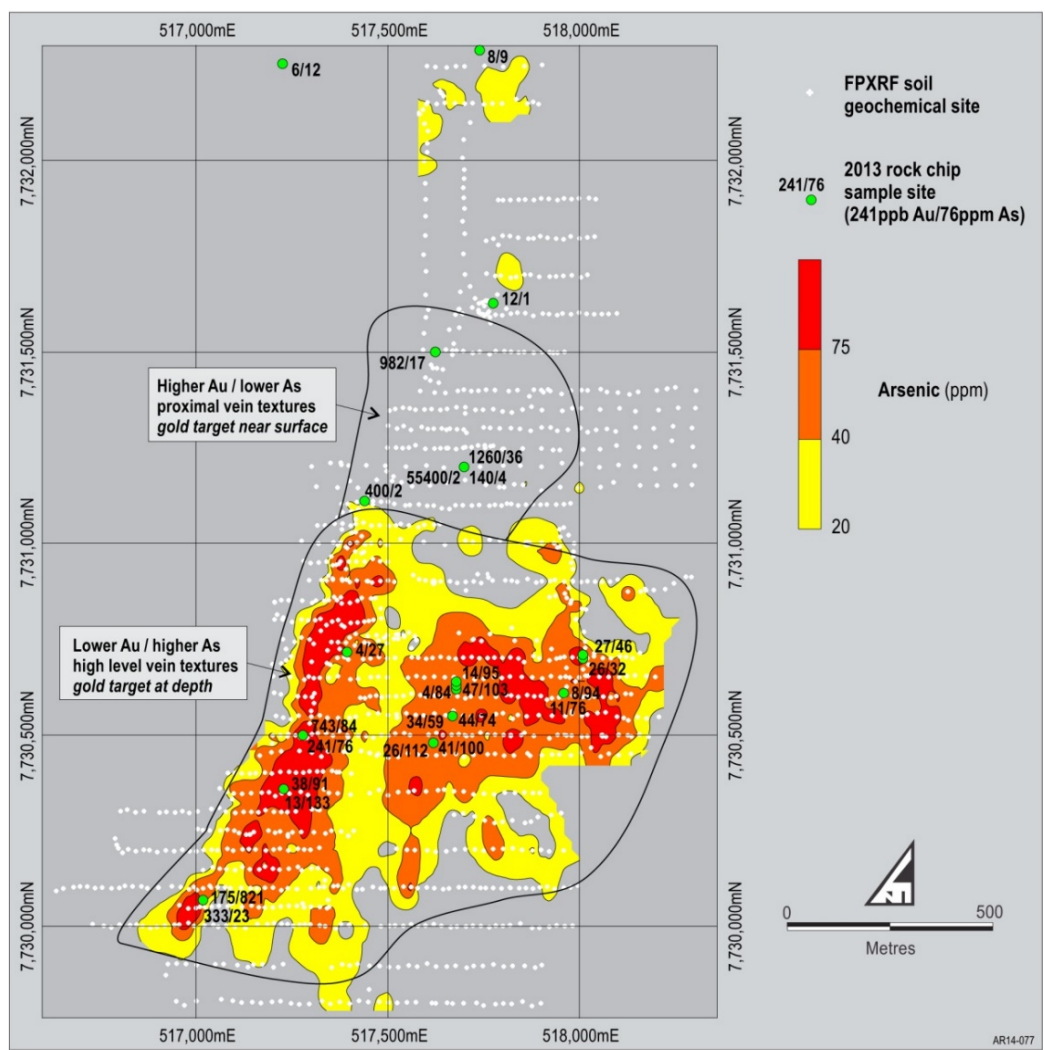 517,000mE
517,500mE
518,000mE
6/12
8/9
FPXRF soil
geochemical site
7,732,000mN
7,732,000mN
241/76
2013 rock chip
sample site
(241ppb Au/76ppm As)
12/1
7,731,500mN
982/17
7,731,500mN
75
Higher Au / lower As
proximal vein textures
gold target near surface
Arsenic (ppm)
40
1260/36
55400/2
140/4
400/2
20
7,731,000mN
7,731,000mN
Lower Au / higher As
high level vein textures
gold target at depth
4/27
27/46
26/32
14/95
4/84
47/103
8/94
11/76
34/59
44/74
743/84
241/76
26/112
41/100
7,730,500mN
7,730,500mN
38/91
13/133
175/821
333/23
7,730,000mN
7,730,000mN
0
500
Metres
517,000mE
517,500mE
518,000mE
AR14-077